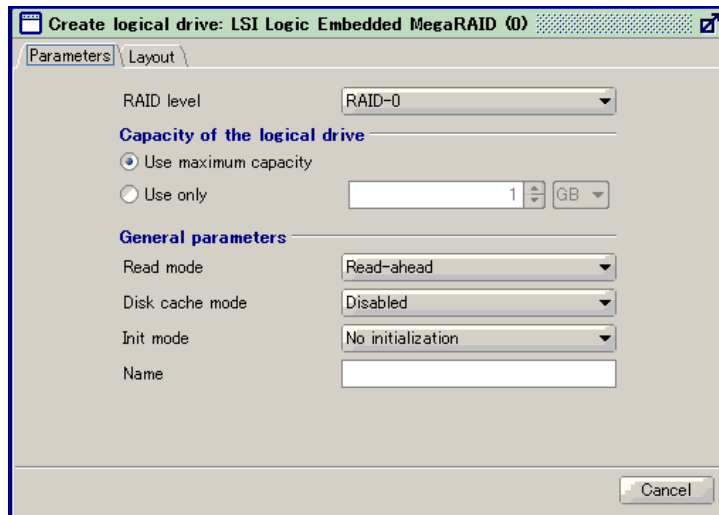 Create logical drive: LSI Logic Embedded MegaRAID (0)
Parameters Layout
RAID level RAID-0
Capacity of the logical drive
Use maximum capacity
Use only 1 GB
General parameters
Read mode Read-ahead
Disk cache mode Disabled
Init mode No initialization
Name
Cancel